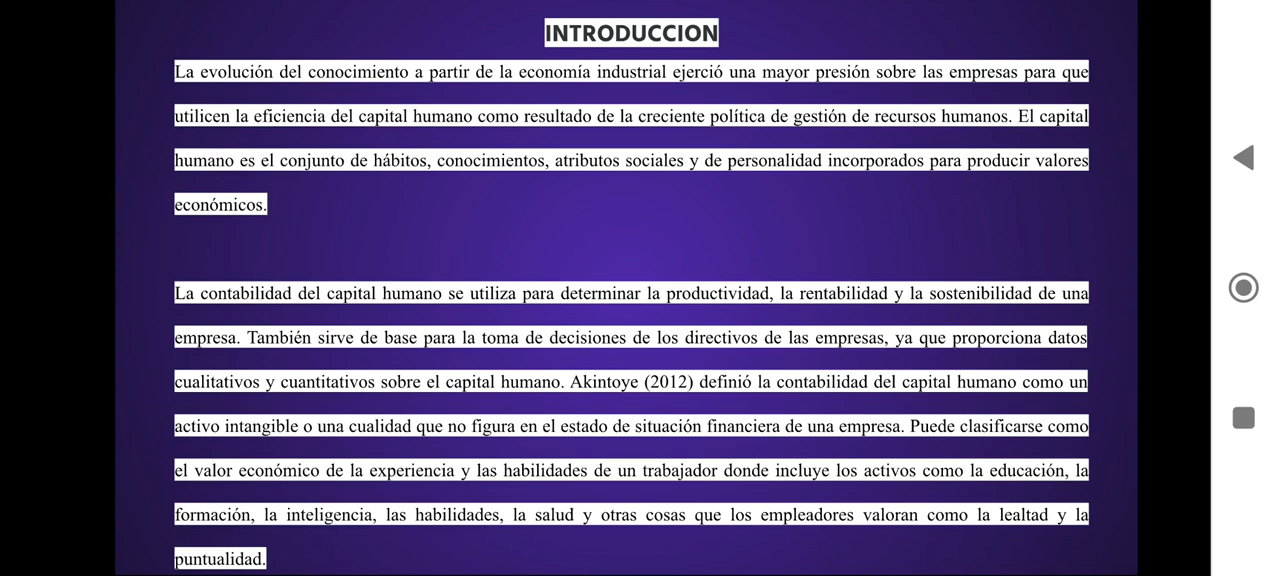 INTRODUCCION
La evolución del conocimiento a partir de la economía industrial ejerció una mayor presión sobre las empresas para que
utilicen la eficiencia del capital humano como resultado de la creciente política de gestión de recursos humanos. El capital
humano es el conjunto de hábitos, conocimientos, atributos sociales y de personalidad incorporados para producir valores
económicos.
La contabilidad del capital humano se utiliza para determinar la productividad, la rentabilidad y la sostenibilidad de una
empresa. También sirve de base para la toma de decisiones de los directivos de las empresas, ya que proporciona datos
cualitativos y cuantitativos sobre el capital humano. Akintoye (2012) definió la contabilidad del capital humano como un
activo intangible o una cualidad que no figura en el estado de situación financiera de una empresa. Puede clasificarse como
el valor económico de la experiencia y las habilidades de un trabajador donde incluye los activos como la educación, la
formación, la inteligencia, las habilidades, la salud y otras cosas que los empleadores valoran como la lealtad y la
puntualidad.